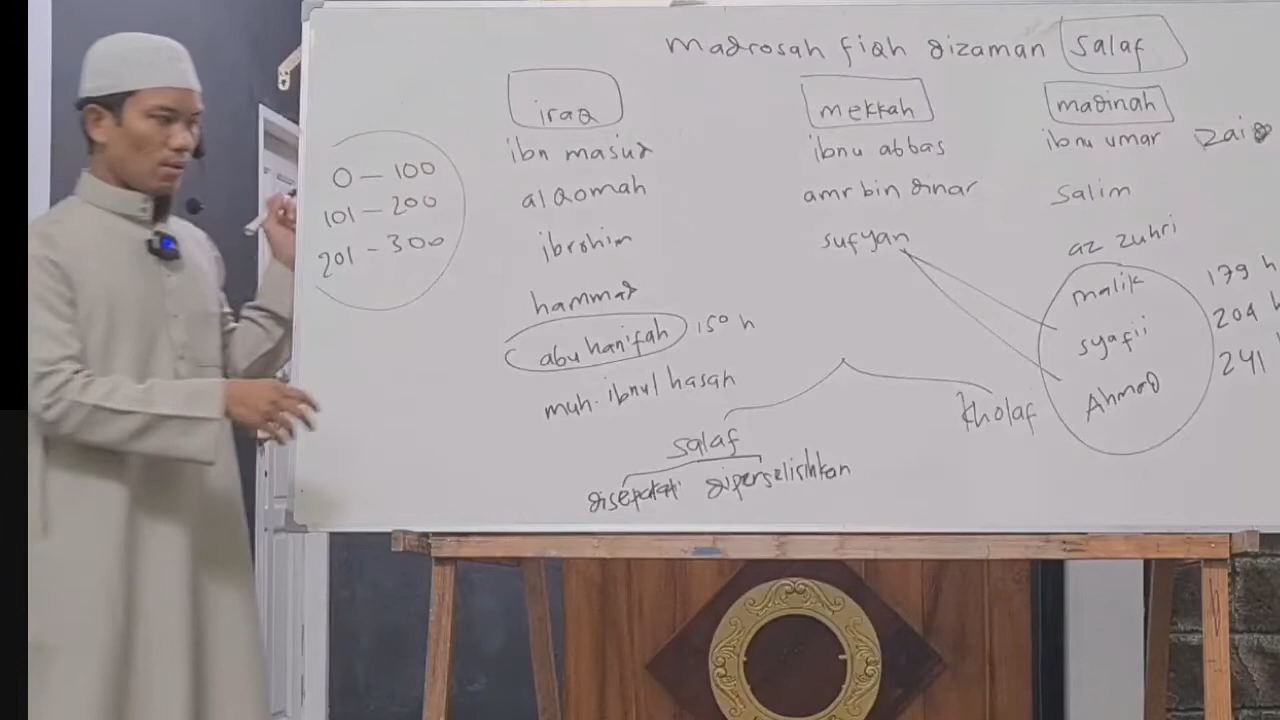 madrosah fiqh dizaman salaf
0 - 100
101 - 200
201 - 300
iraq
ibn masud
alqomah
ibrohim
hammad
abu hanifah 150 h
muh. ibnul hasan
mekkah
ibnu abbas
amr bin dinar
sufyan
madinah
ibnu umar zaid
salim
az zuhri
malik 179 h
syafii 204 h
Ahmad 241 h
salaf
kholaf
disepakati diperselishkan